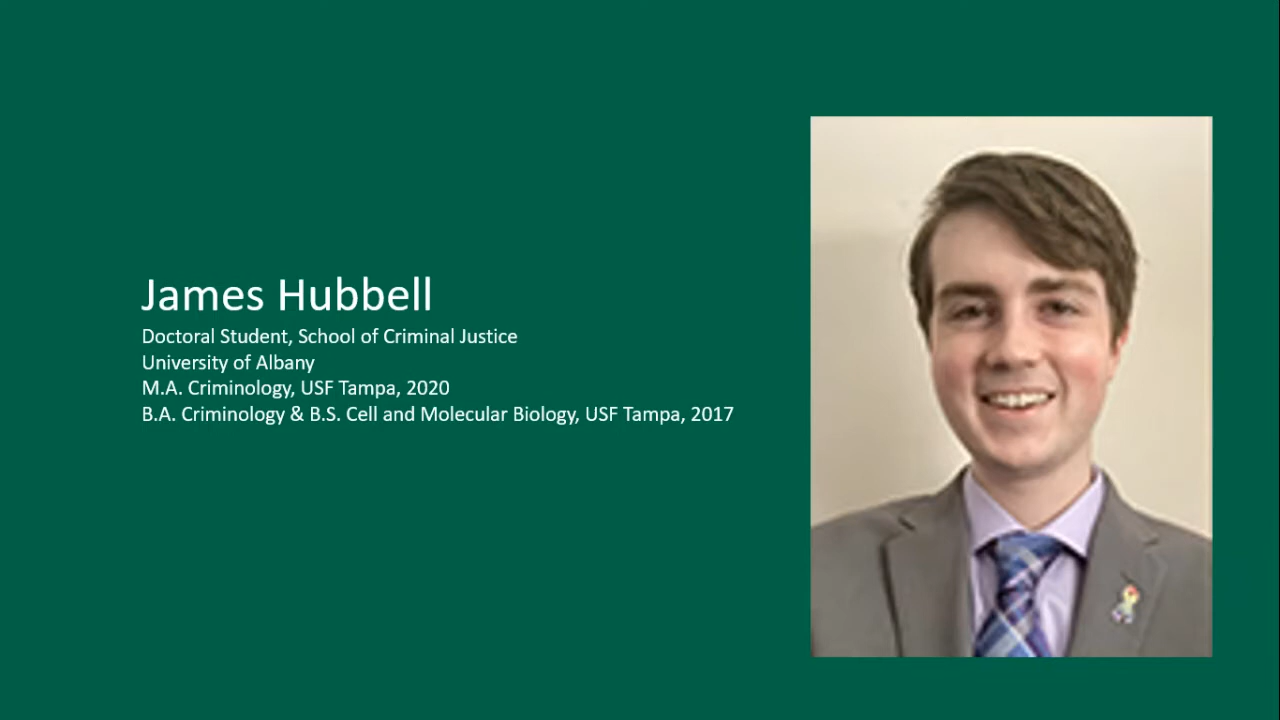 James Hubbell
Doctoral Student, School of Criminal Justice
University of Albany
M.A. Criminology, USF Tampa, 2020
B.A. Criminology & B.S. Cell and Molecular Biology, USF Tampa, 2017